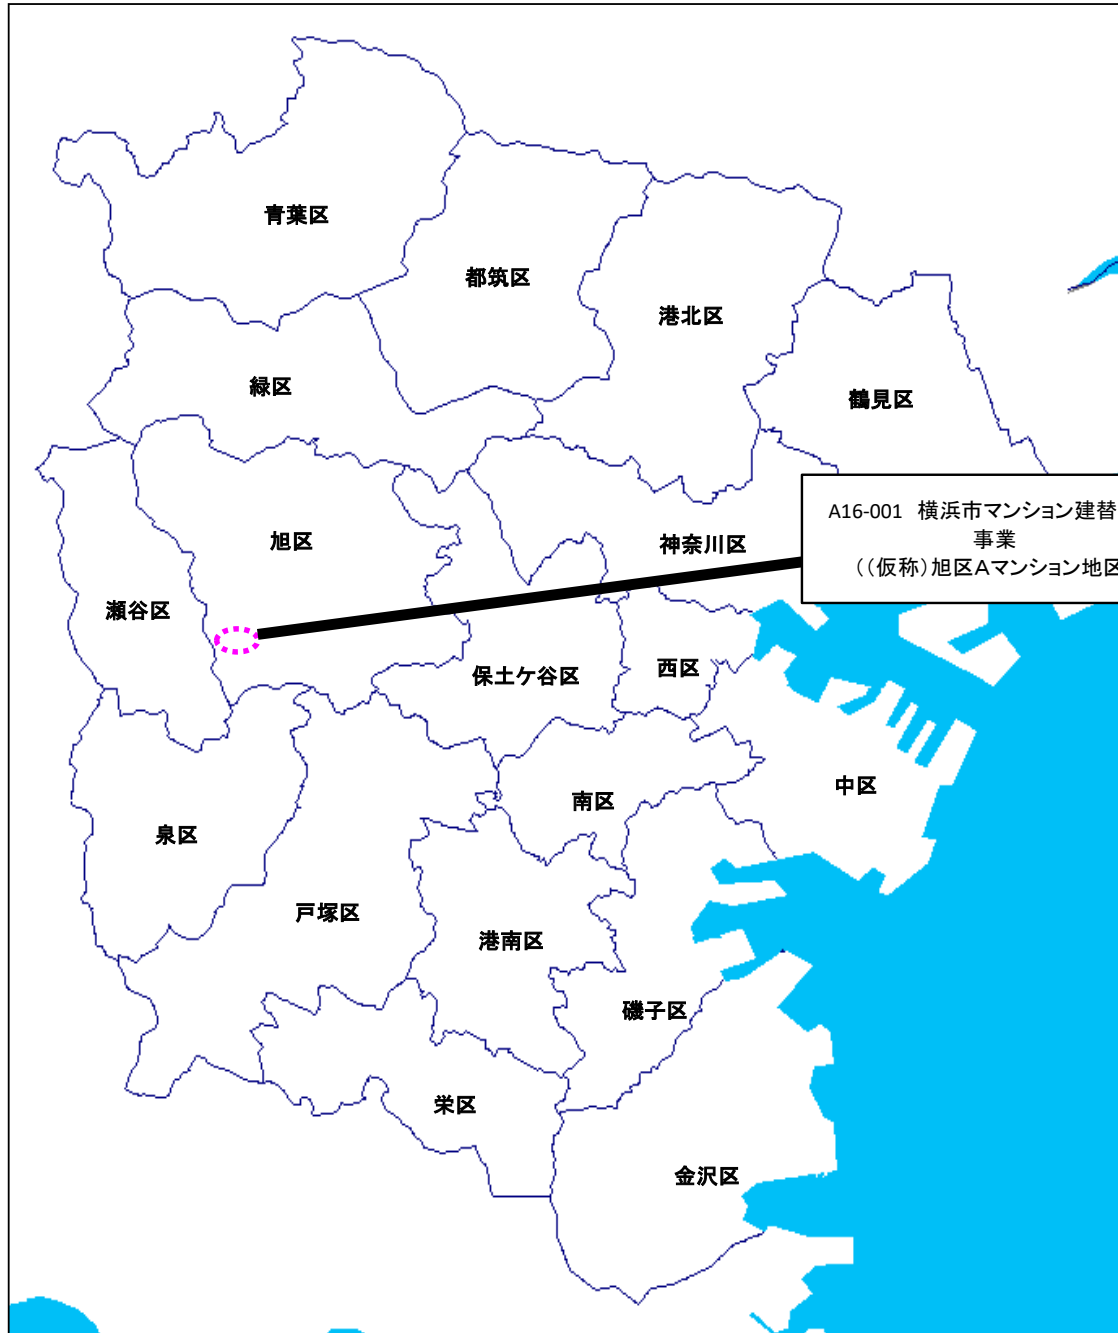 青葉区
都筑区
港北区
緑区
鶴見区
A16-001 横浜市マンション建替
事業
((仮称)旭区Aマンション地区
旭区
神奈川区
瀬谷区
保土ケ谷区
西区
中区
南区
泉区
戸塚区
港南区
磯子区
栄区
金沢区